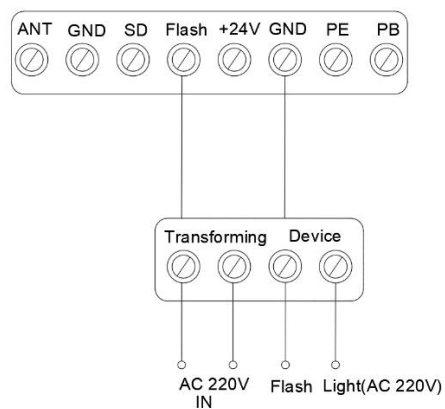 ANT GND SD Flash +24V GND PE PB
Transforming Device
AC 220V Flash Light(AC 220V)
IN